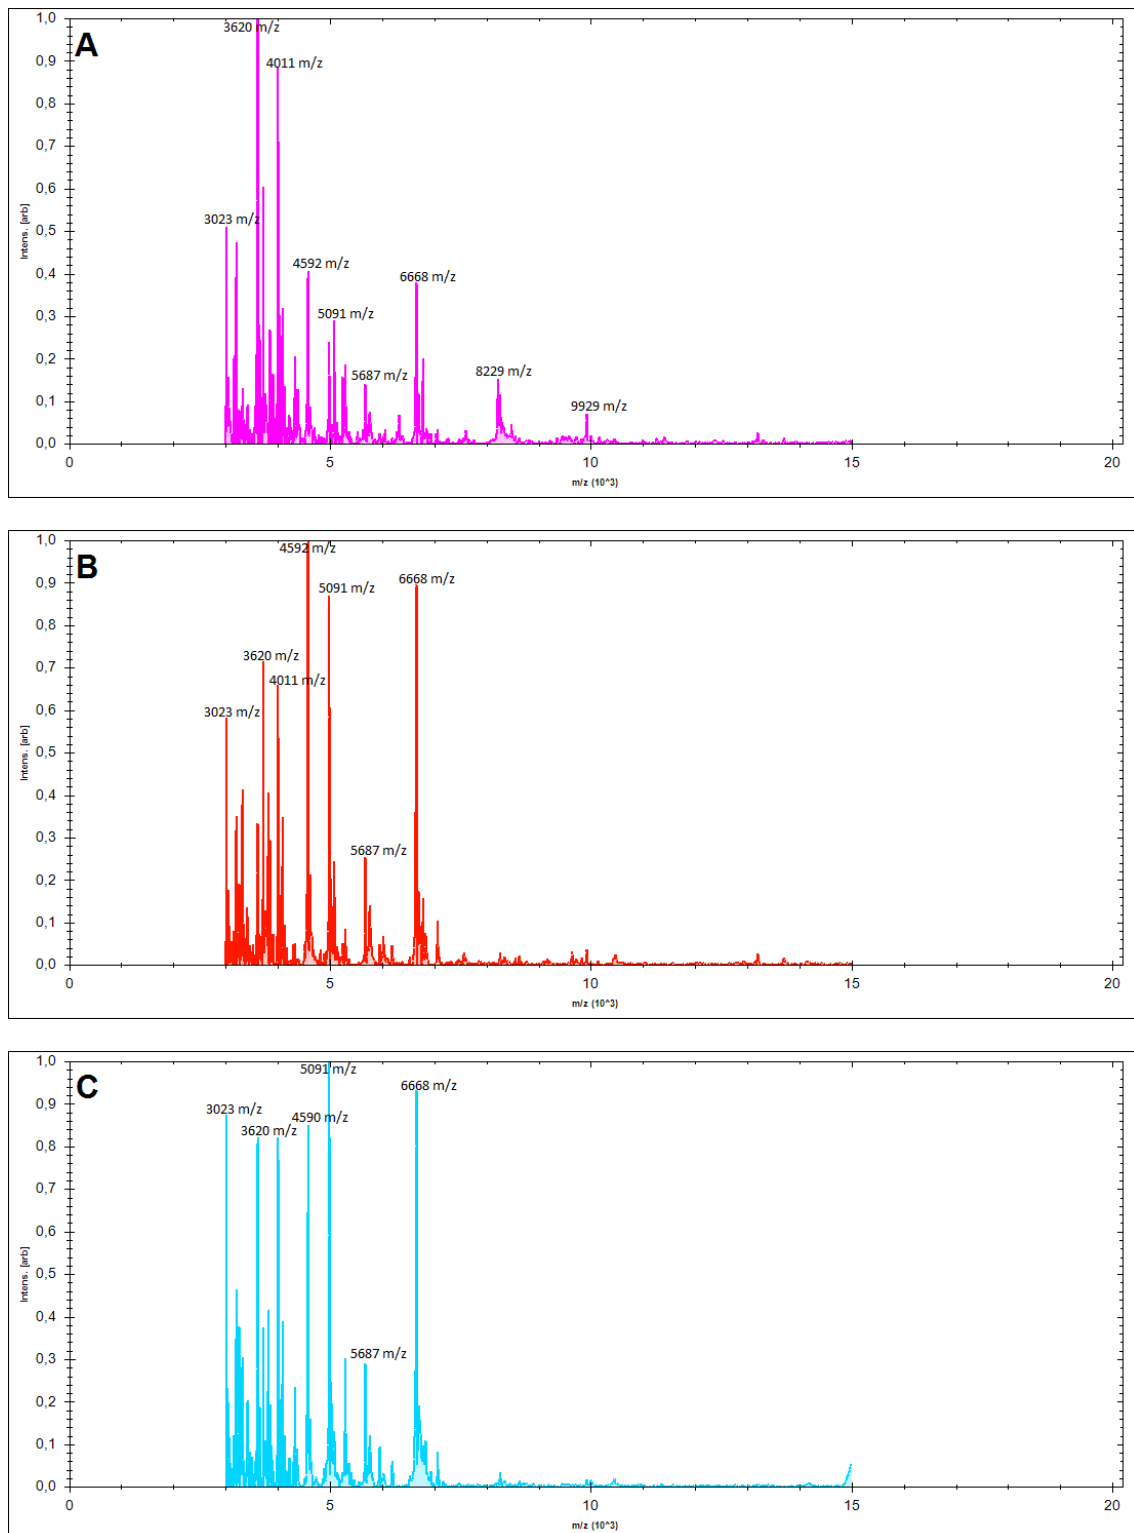 A
3620 m/z
4011 m/z
3023 m/z
4592 m/z
5091 m/z
5687 m/z
6668 m/z
8229 m/z
9929 m/z
1,0
0,9
0,8
0,7
0,6
0,5
0,4
0,3
0,2
0,1
0,0
Intens. [arb]
0 5 10 15 20
m/z (10^3)
B
4592 m/z
5091 m/z
6668 m/z
3620 m/z
4011 m/z
3023 m/z
5687 m/z
1,0
0,9
0,8
0,7
0,6
0,5
0,4
0,3
0,2
0,1
0,0
Intens. [arb]
0 5 10 15 20
m/z (10^3)
C
5091 m/z
6668 m/z
3023 m/z
4590 m/z
3620 m/z
5687 m/z
1,0
0,9
0,8
0,7
0,6
0,5
0,4
0,3
0,2
0,1
0,0
Intens. [arb]
0 5 10 15 20
m/z (10^3)